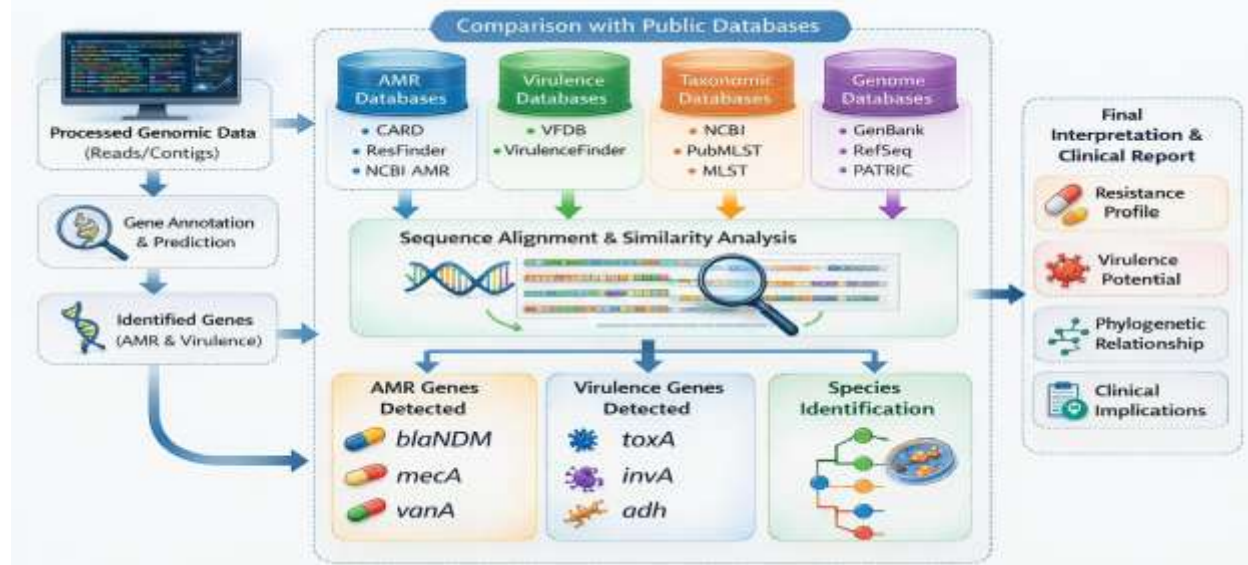 Comparison with Public Databases
Processed Genomic Data
(Reads/Contigs)
Gene Annotation
& Prediction
Identified Genes
(AMR & Virulence)
AMR
Databases
• CARD
• ResFinder
• NCBI AMR
Virulence
Databases
• VFDB
• VirulenceFinder
Taxonomic
Databases
• NCBI
• PubMLST
• MLST
Genome
Databases
• GenBank
• RefSeq
• PATRIC
Sequence Alignment & Similarity Analysis
AMR Genes
Detected
blaNDM
mecA
vanA
Virulence Genes
Detected
toxA
invA
adh
Species
Identification
Final
Interpretation &
Clinical Report
Resistance
Profile
Virulence
Potential
Phylogenetic
Relationship
Clinical
Implications